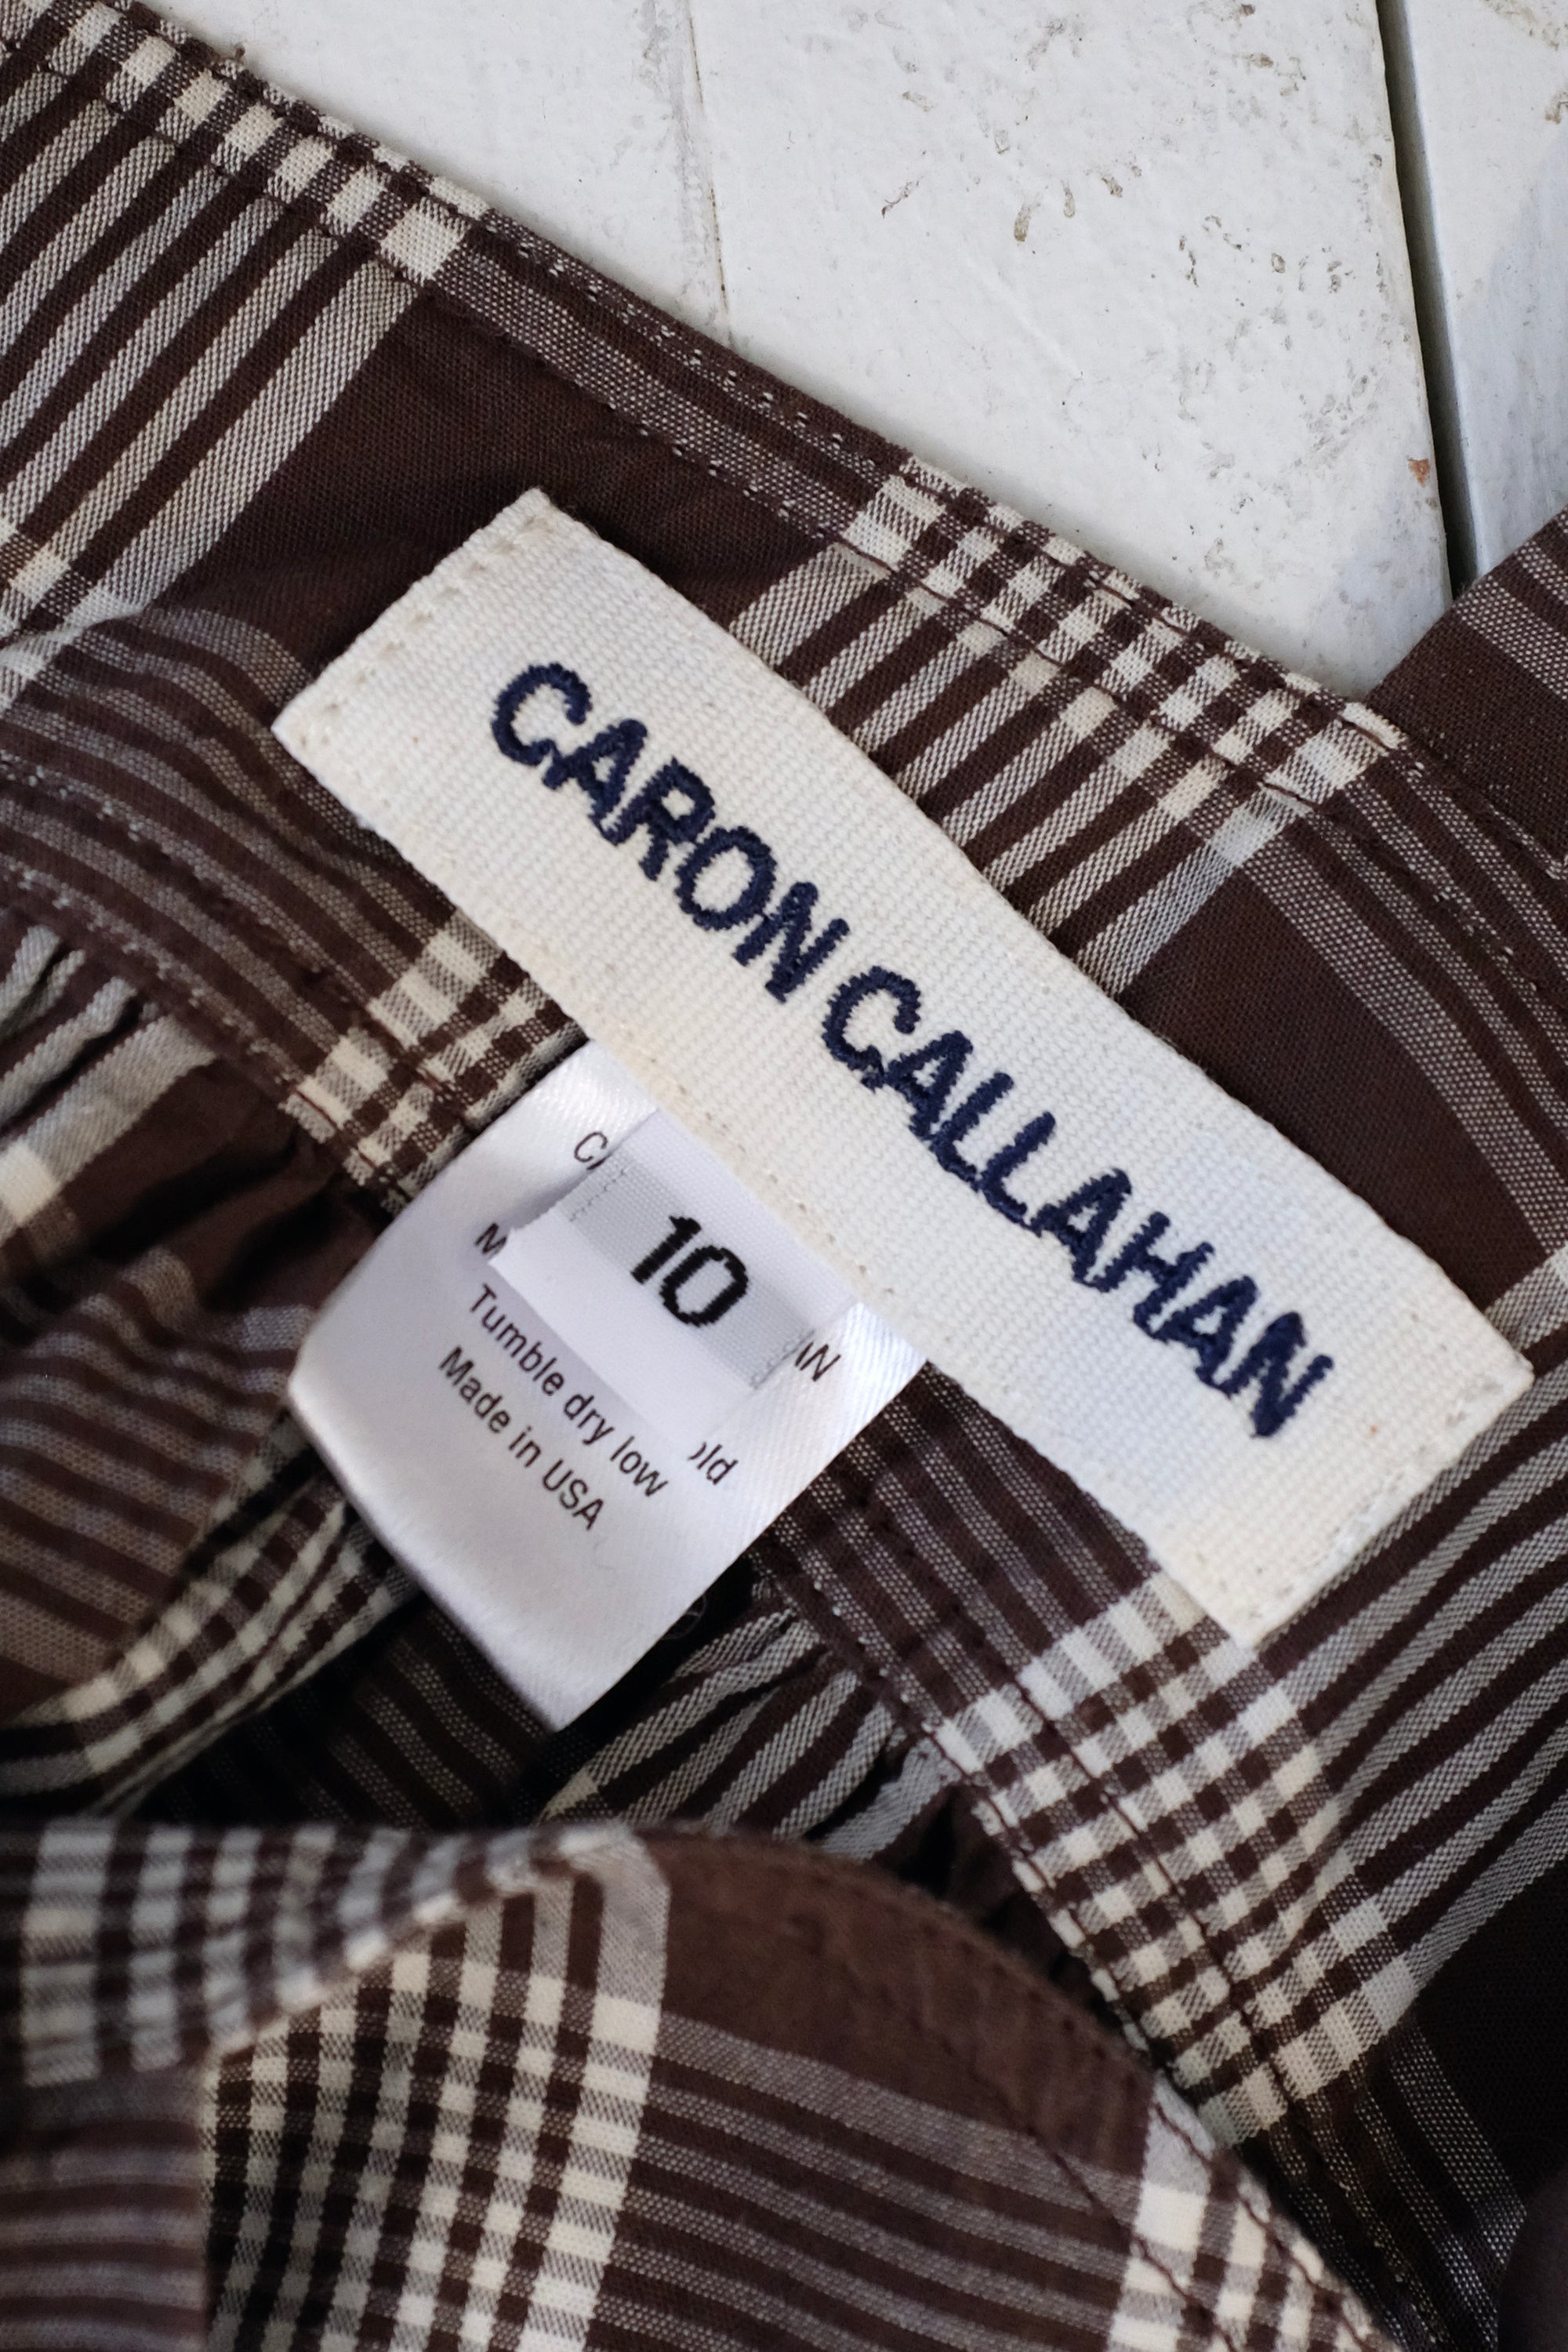 CARON CALLAHAN
10
Tumble dry low
Made in USA